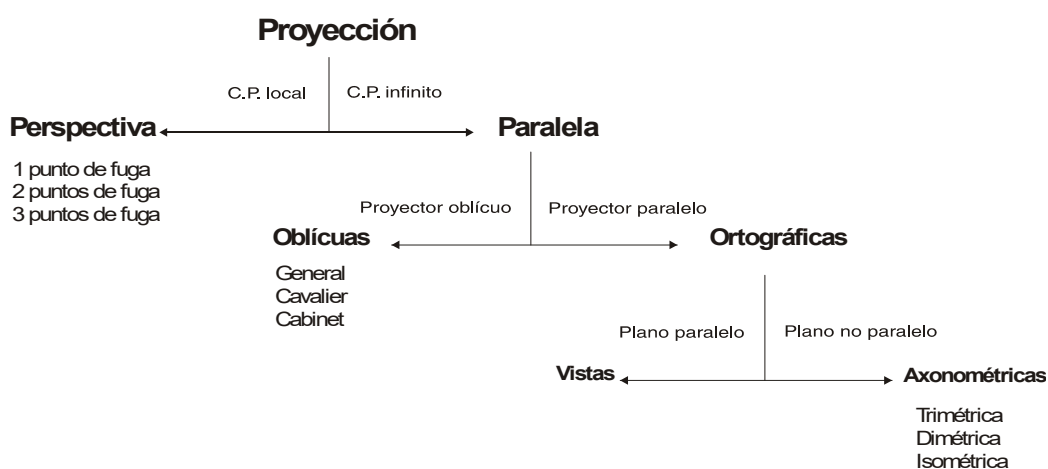 Proyección
C.P. local
C.P. infinito
Perspectiva
Paralela
1 punto de fuga
2 puntos de fuga
3 puntos de fuga
Proyector oblícuo
Proyector paralelo
Oblícuas
Ortográficas
General
Cavalier
Cabinet
Plano paralelo
Plano no paralelo
Vistas
Axonométricas
Trimétrica
Dimétrica
Isométrica